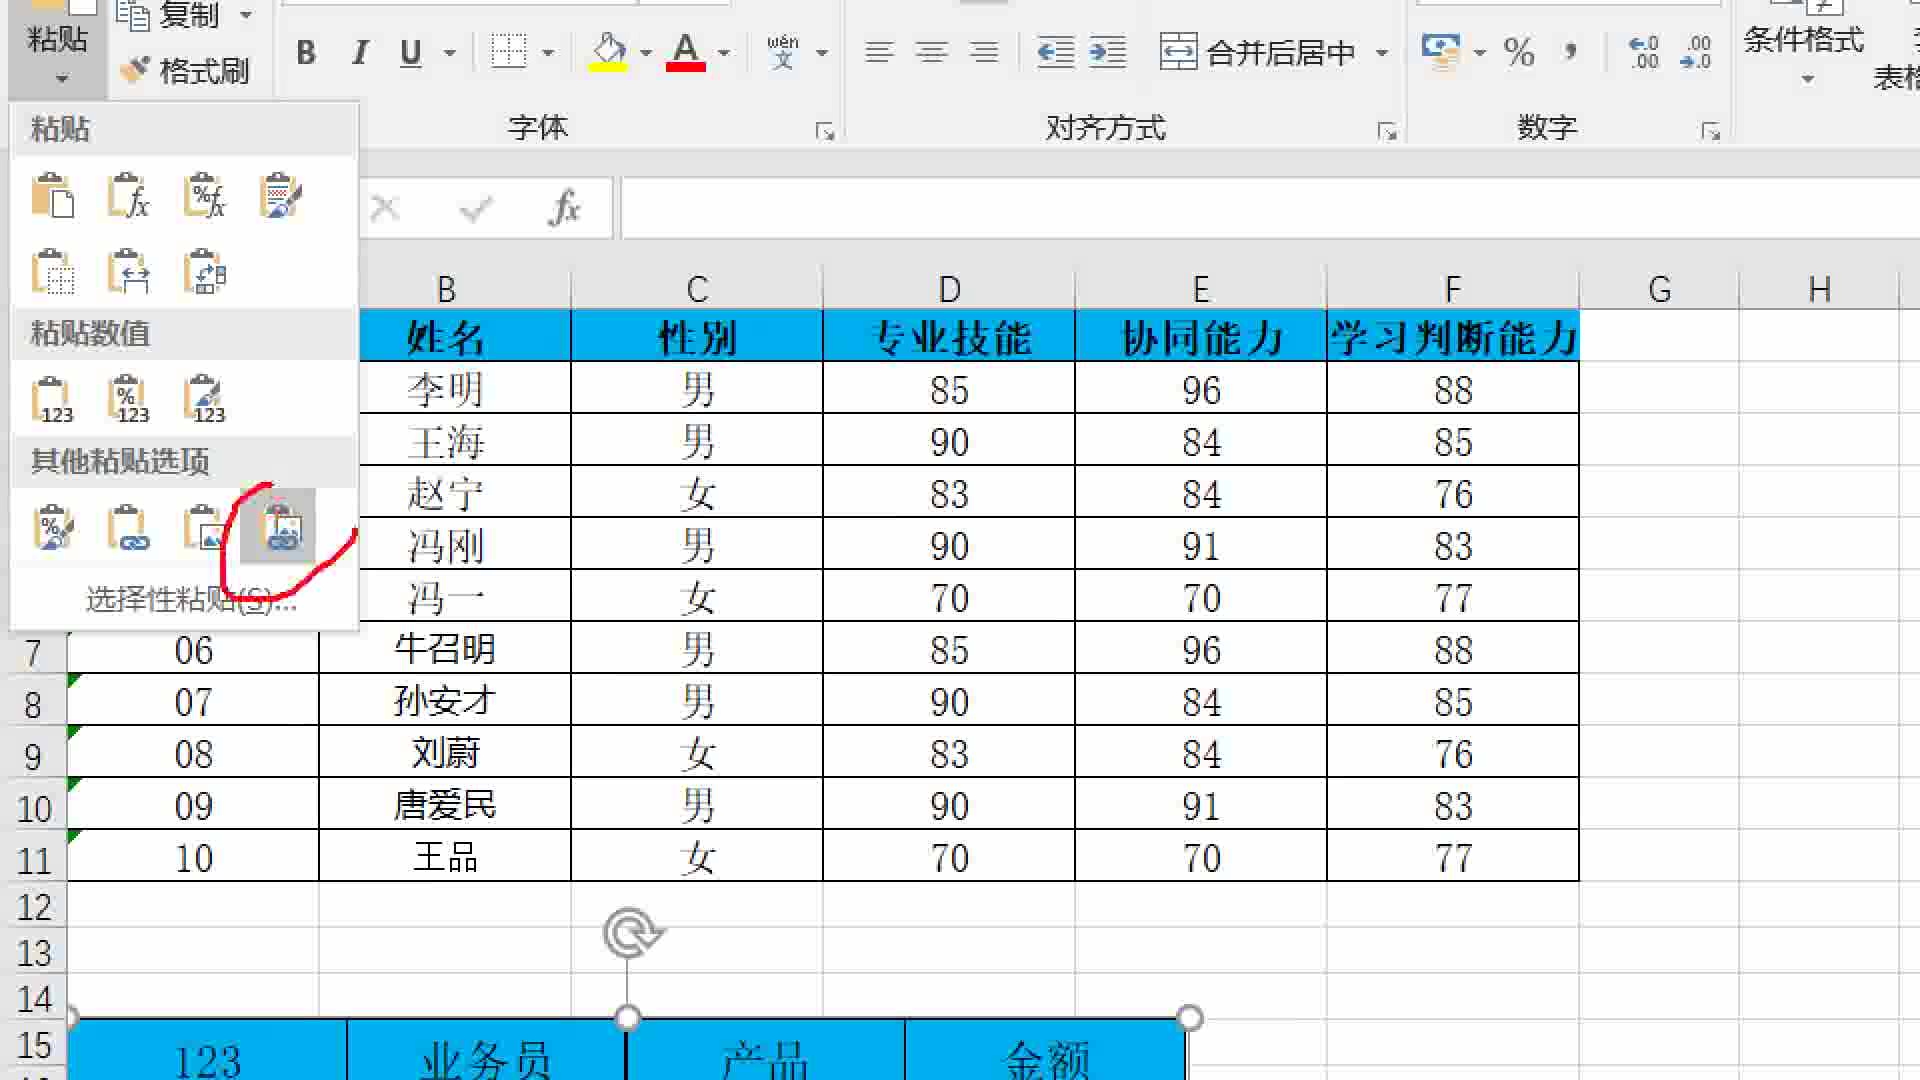 粘贴
复制
格式刷
B I U A wén 文
合并后居中
%
条件格式
字体
对齐方式
数字
粘贴
粘贴数值
123 %123 123
其他粘贴选项
选择性粘贴(S)...
fx
B C D E F G H
姓名 性别 专业技能 协同能力 学习判断能力
李明 男 85 96 88
王海 男 90 84 85
赵宁 女 83 84 76
冯刚 男 90 91 83
冯一 女 70 70 77
7 06 牛召明 男 85 96 88
8 07 孙安才 男 90 84 85
9 08 刘蔚 女 83 84 76
10 09 唐爱民 男 90 91 83
11 10 王品 女 70 70 77
12
13
14
15 123 业务员 产品 金额